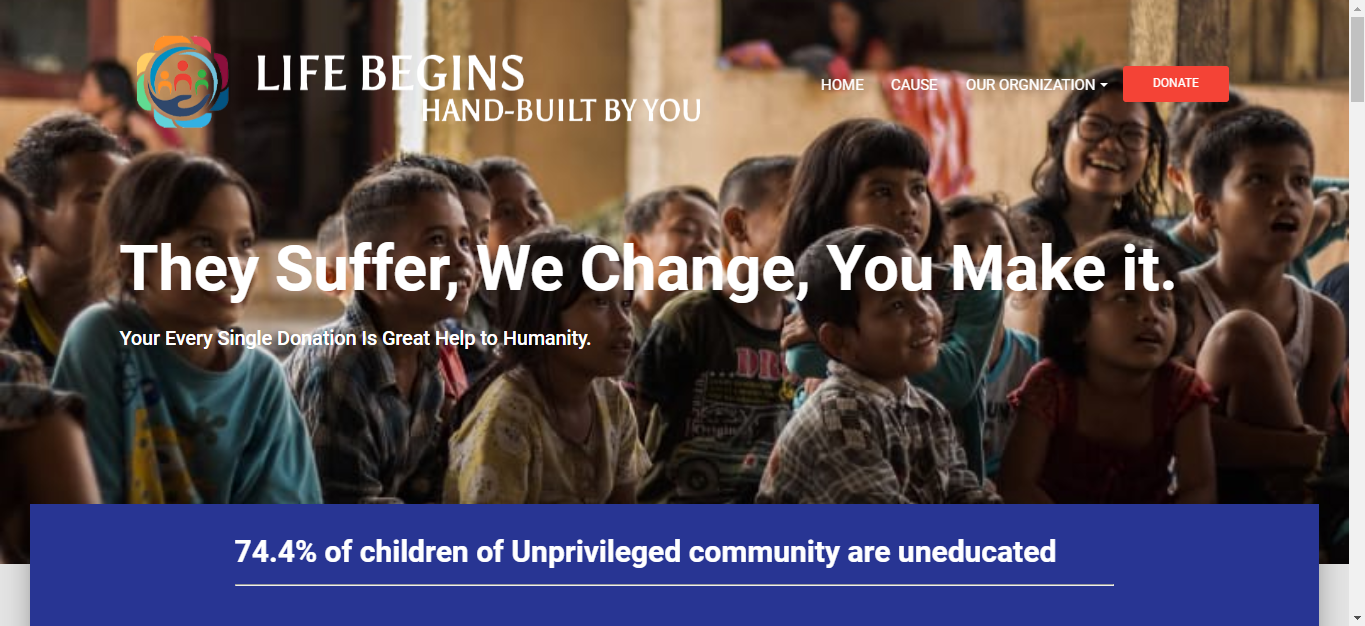 LIFE BEGINS
HAND-BUILT BY YOU
HOME CAUSE OUR ORGNIZATION DONATE
They Suffer, We Change, You Make it.
Your Every Single Donation Is Great Help to Humanity.
74.4% of children of Unprivileged community are uneducated